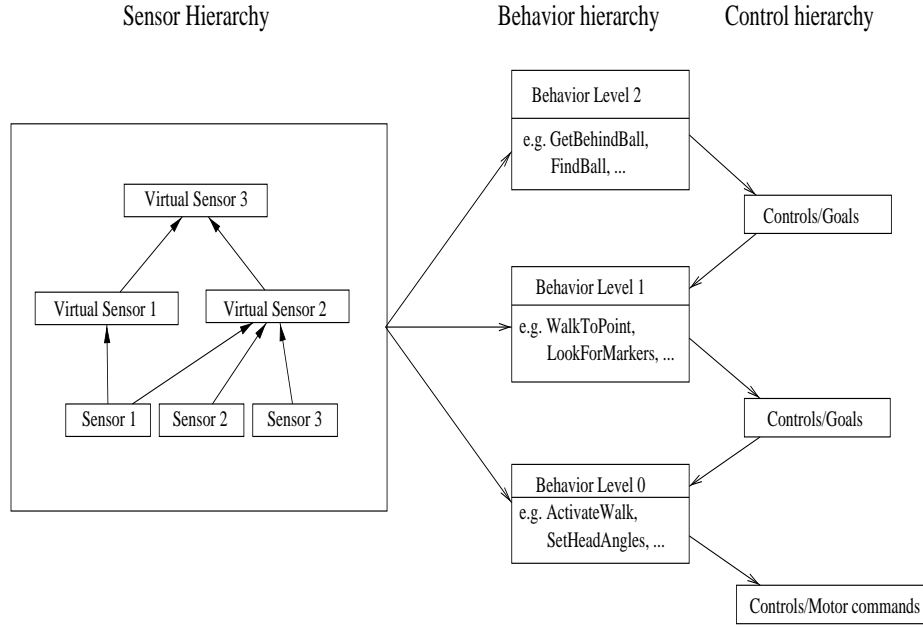 Sensor Hierarchy
Behavior hierarchy
Control hierarchy
Virtual Sensor 3
Virtual Sensor 1
Virtual Sensor 2
Sensor 1
Sensor 2
Sensor 3
Behavior Level 2
e.g. GetBehindBall,
FindBall, ...
Controls/Goals
Behavior Level 1
e.g. WalkToPoint,
LookForMarkers, ...
Controls/Goals
Behavior Level 0
e.g. ActivateWalk,
SetHeadAngles, ...
Controls/Motor commands